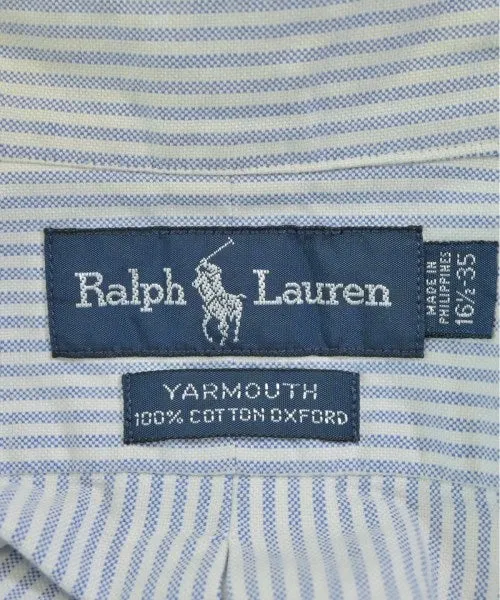 Ralph Lauren
MADE IN
PHILIPPINES
16½-35
YARMOUTH
100% COTTON OXFORD